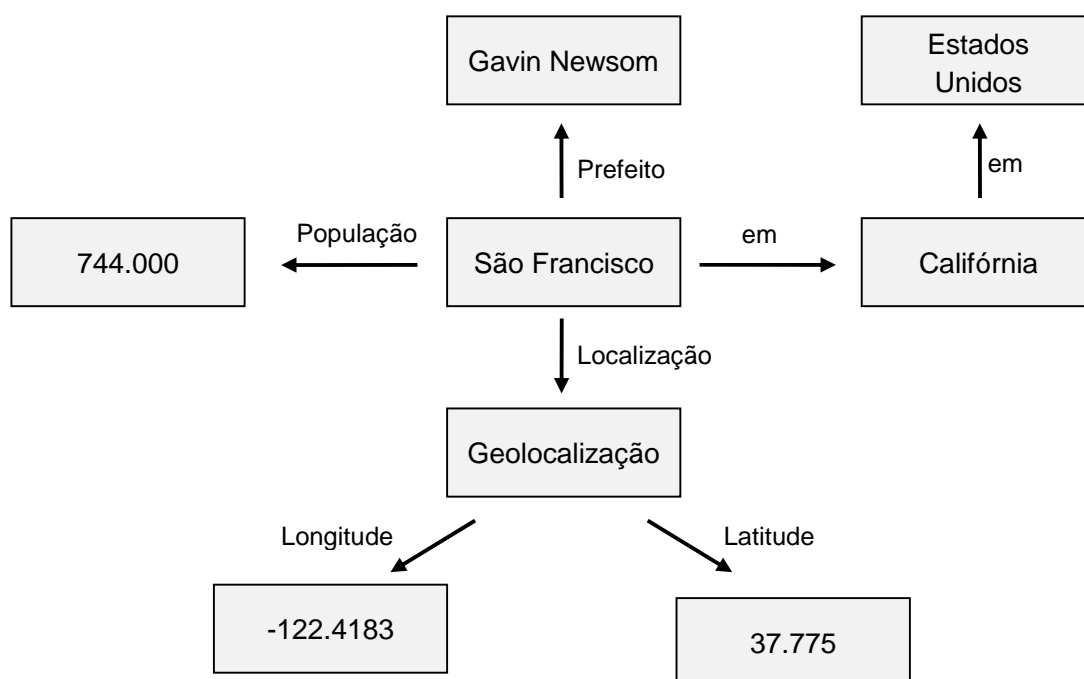 Gavin Newsom
Estados
Unidos
Prefeito
em
População
em
744.000
São Francisco
Califórnia
Localização
Geolocalização
Longitude
Latitude
-122.4183
37.775